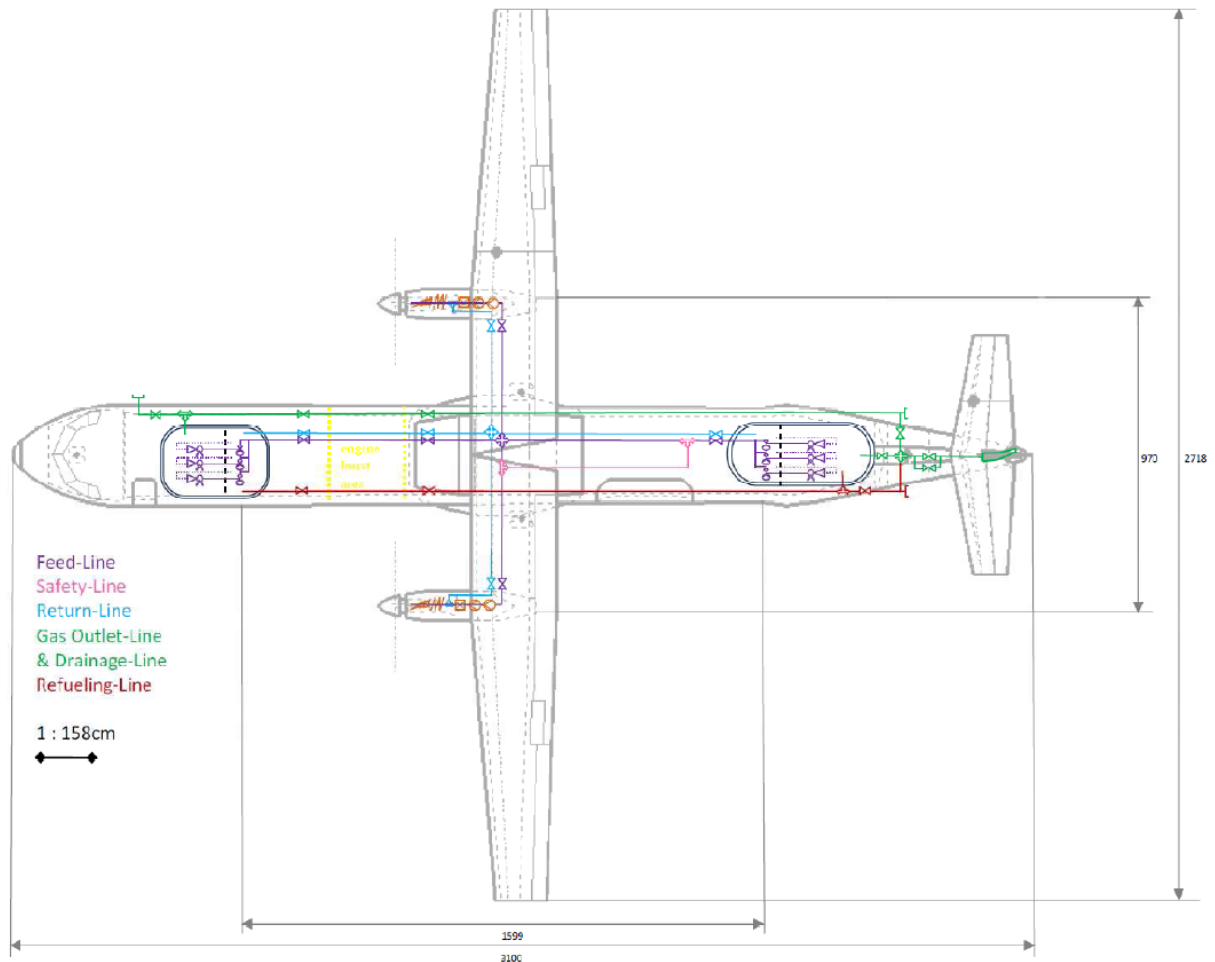 engine
burst
area
970
2718
Feed-Line
Safety-Line
Return-Line
Gas Outlet-Line
& Drainage-Line
Refueling-Line
1 : 158cm
1599
3100